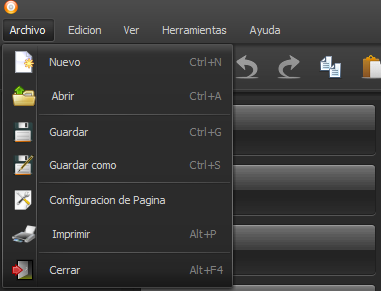 Archivo Edicion Ver Herramientas Ayuda
Nuevo Ctrl+N
Abrir Ctrl+A
Guardar Ctrl+G
Guardar como Ctrl+S
Configuracion de Pagina
Imprimir Alt+P
Cerrar Alt+F4